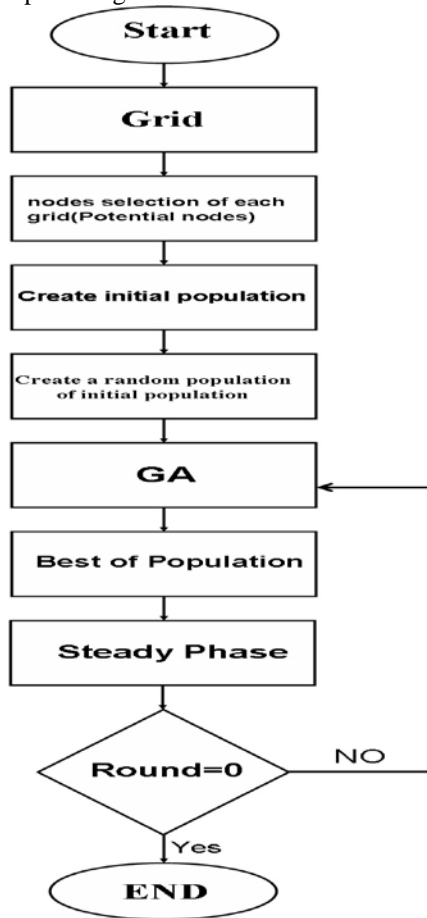 Start
Grid
nodes selection of each
grid(Potential nodes)
Create initial population
Create a random population
of initial population
GA
Best of Population
Steady Phase
Round=0
NO
Yes
END